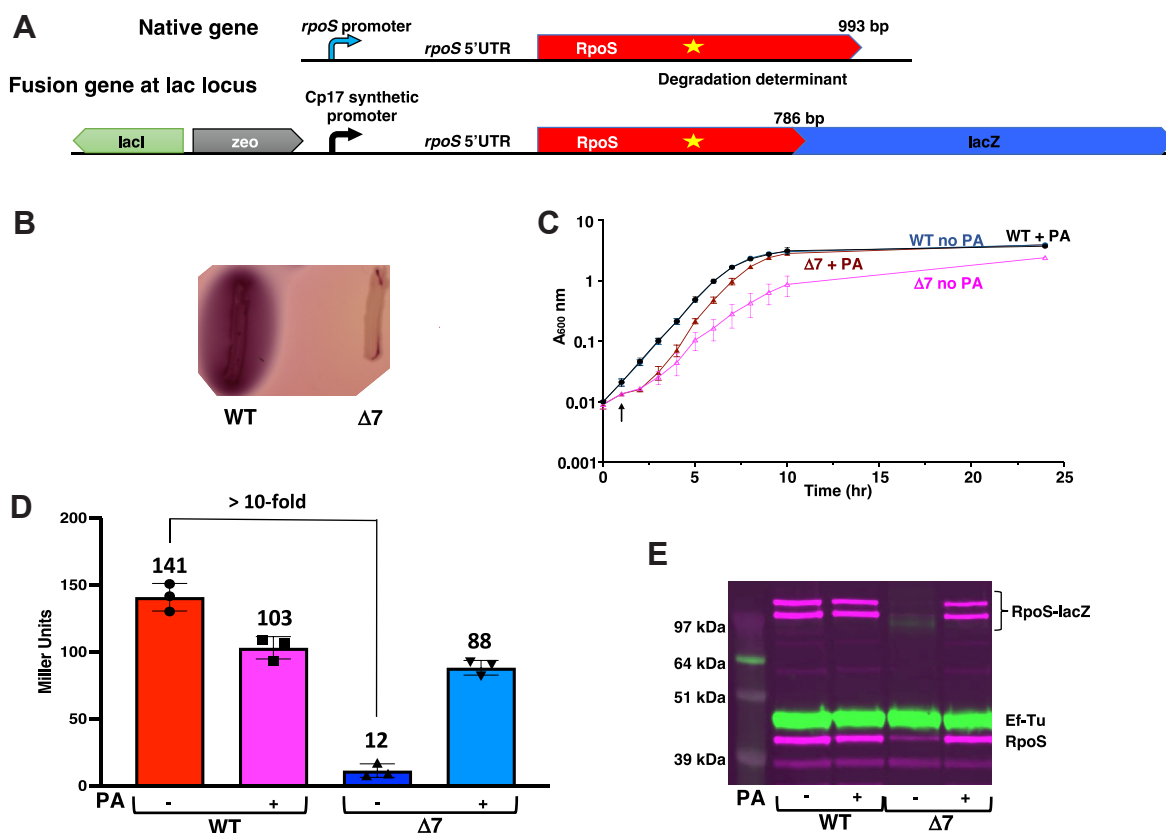 A
Native gene
rpoS promoter
rpoS 5'UTR
RpoS
993 bp
Degradation determinant
Fusion gene at lac locus
Cp17 synthetic
promoter
lacI
zeo
rpoS 5'UTR
RpoS
786 bp
lacZ
B
WT
Δ7
C
10
1
0.1
0.01
0.001
A600 nm
WT no PA
WT + PA
Δ7 + PA
Δ7 no PA
0
5
10
15
20
25
Time (hr)
D
> 10-fold
200
150
100
50
0
Miller Units
141
103
12
88
PA
-
+
-
+
WT
Δ7
E
97 kDa
64 kDa
51 kDa
39 kDa
RpoS-lacZ
Ef-Tu
RpoS
PA
-
+
-
+
WT
Δ7